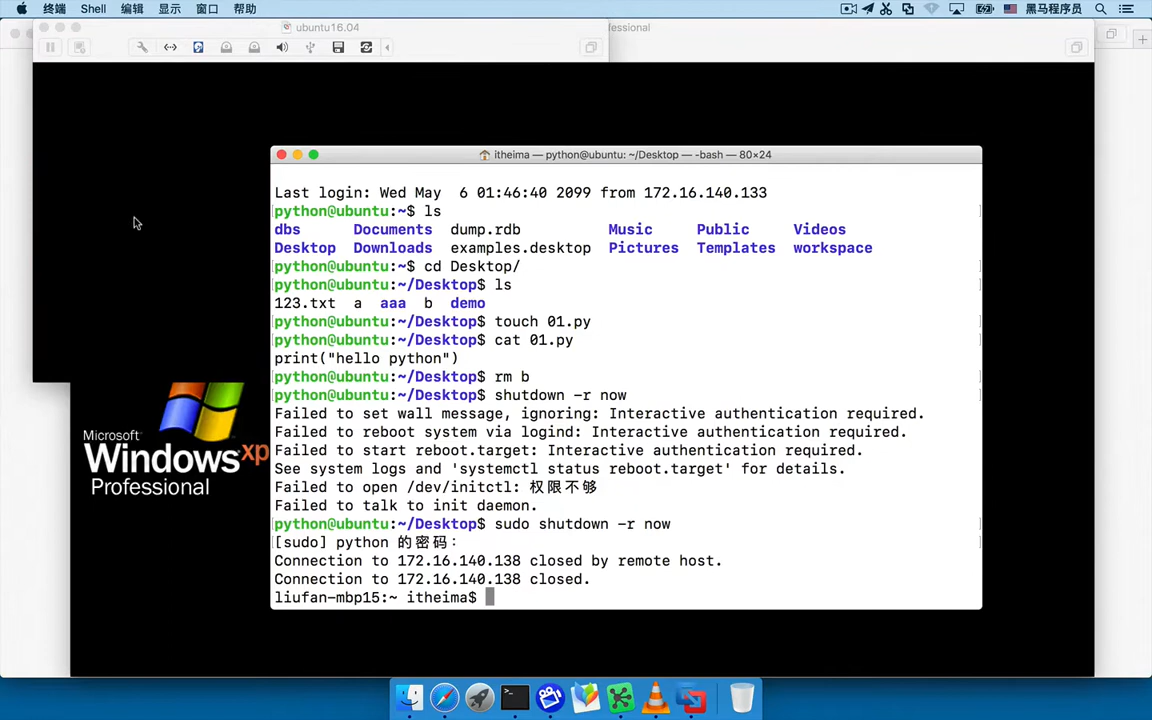 终端 Shell 编辑 显示 窗口 帮助 黑马程序员
ubuntu16.04
fessional
itheima — python@ubuntu: ~/Desktop — -bash — 80×24
Last login: Wed May  6 01:46:40 2099 from 172.16.140.133
python@ubuntu:~$ ls
dbs Documents dump.rdb Music Public Videos
Desktop Downloads examples.desktop Pictures Templates workspace
python@ubuntu:~$ cd Desktop/
python@ubuntu:~/Desktop$ ls
123.txt a aaa b demo
python@ubuntu:~/Desktop$ touch 01.py
python@ubuntu:~/Desktop$ cat 01.py
print("hello python")
python@ubuntu:~/Desktop$ rm b
python@ubuntu:~/Desktop$ shutdown -r now
Failed to set wall message, ignoring: Interactive authentication required.
Failed to reboot system via logind: Interactive authentication required.
Failed to start reboot.target: Interactive authentication required.
See system logs and 'systemctl status reboot.target' for details.
Failed to open /dev/initctl: 权限不够
Failed to talk to init daemon.
python@ubuntu:~/Desktop$ sudo shutdown -r now
[sudo] python 的密码：
Connection to 172.16.140.138 closed by remote host.
Connection to 172.16.140.138 closed.
liufan-mbp15:~ itheima$
Microsoft
Windows xp
Professional